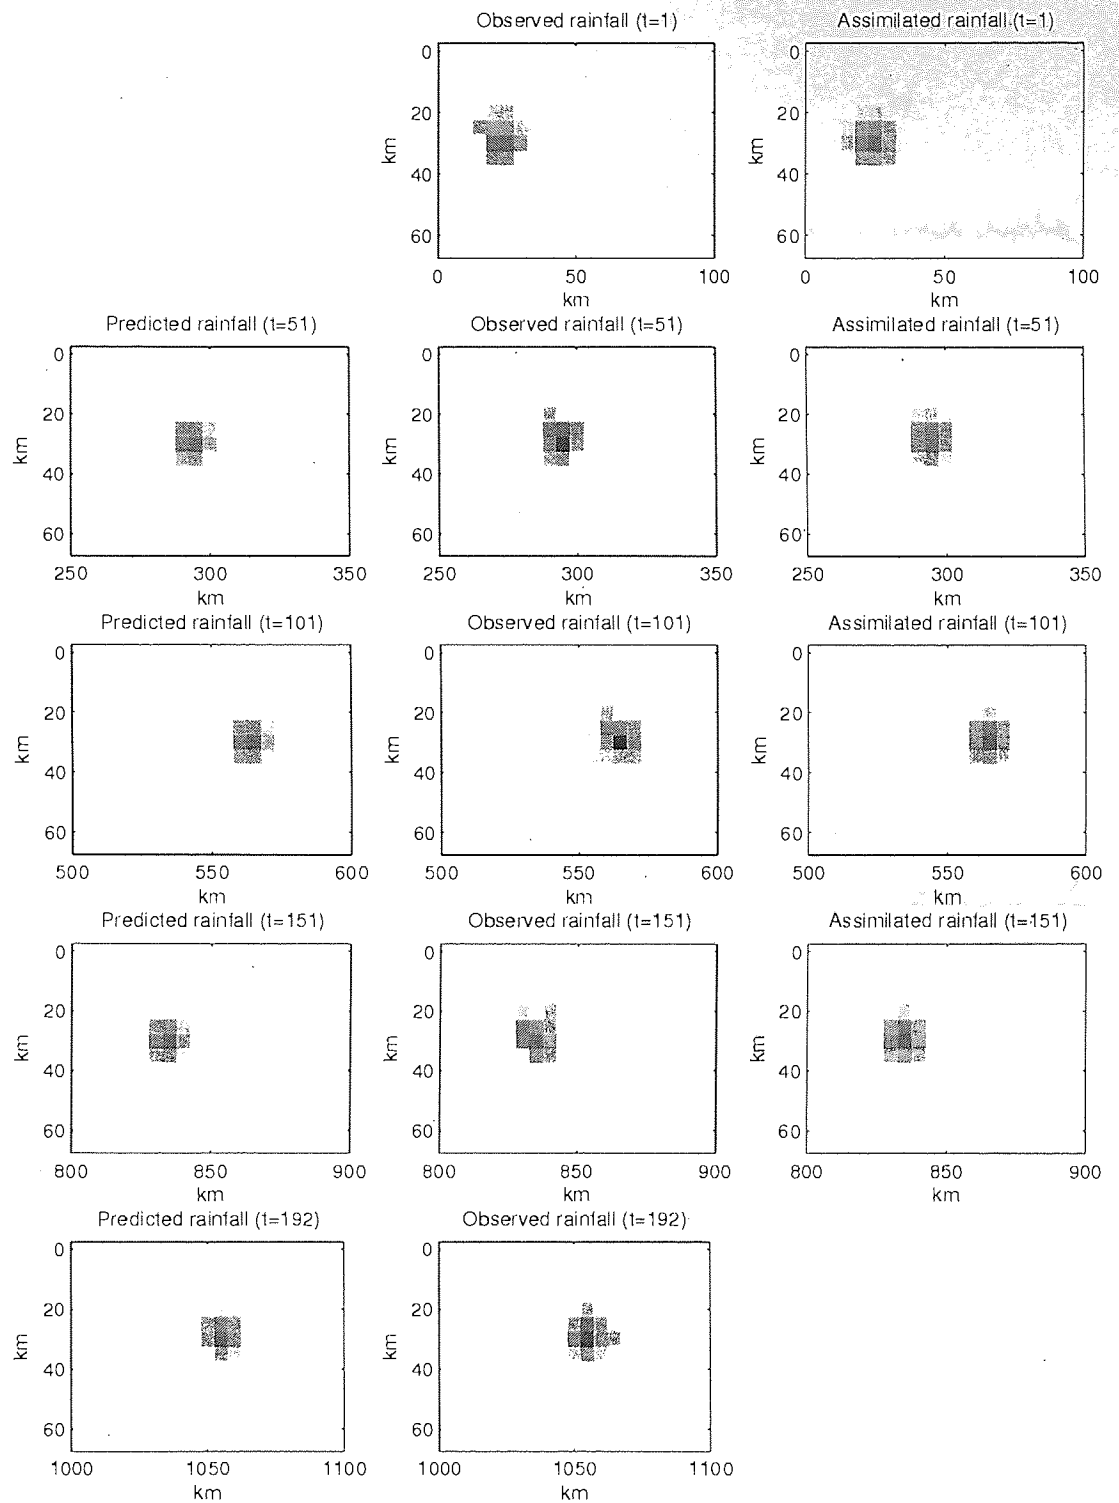 Observed rainfall (t=1)
Assimilated rainfall (t=1)
0
20
40
60
km
0 50 100
km
0
20
40
60
km
0 50 100
km
Predicted rainfall (t=51)
Observed rainfall (t=51)
Assimilated rainfall (t=51)
0
20
40
60
km
250 300 350
km
0
20
40
60
km
250 300 350
km
0
20
40
60
km
250 300 350
km
Predicted rainfall (t=101)
Observed rainfall (t=101)
Assimilated rainfall (t=101)
0
20
40
60
km
500 550 600
km
0
20
40
60
km
500 550 600
km
0
20
40
60
km
500 550 600
km
Predicted rainfall (t=151)
Observed rainfall (t=151)
Assimilated rainfall (t=151)
0
20
40
60
km
800 850 900
km
0
20
40
60
km
800 850 900
km
0
20
40
60
km
800 850 900
km
Predicted rainfall (t=192)
Observed rainfall (t=192)
0
20
40
60
km
1000 1050 1100
km
0
20
40
60
km
1000 1050 1100
km